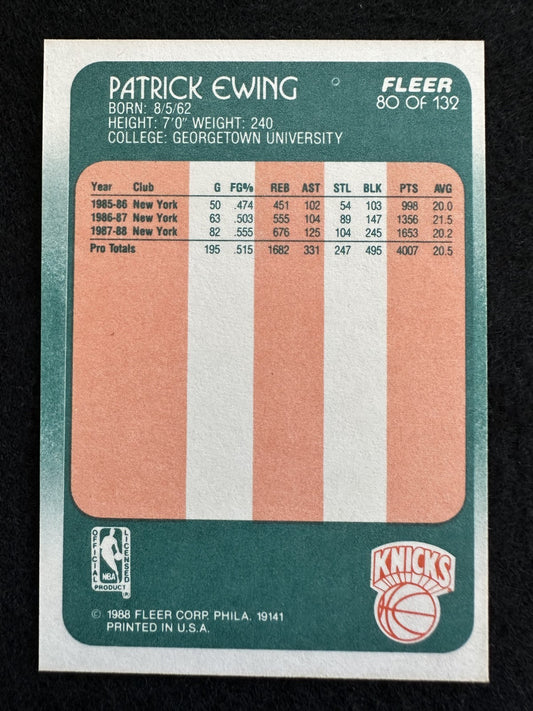 PATRICK EWING
FLEER
80 OF 132
BORN: 8/5/62
HEIGHT: 7'0" WEIGHT: 240
COLLEGE: GEORGETOWN UNIVERSITY
Year Club G FG% REB AST STL BLK PTS AVG
1985-86 New York 50 .474 451 102 54 103 998 20.0
1986-87 New York 63 .503 555 104 89 147 1356 21.5
1987-88 New York 82 .555 676 125 104 245 1653 20.2
Pro Totals 195 .515 1682 331 247 495 4007 20.5
OFFICIAL LICENSED
NBA
PRODUCT
®
KNICKS
© 1988 FLEER CORP. PHILA. 19141
PRINTED IN U.S.A.